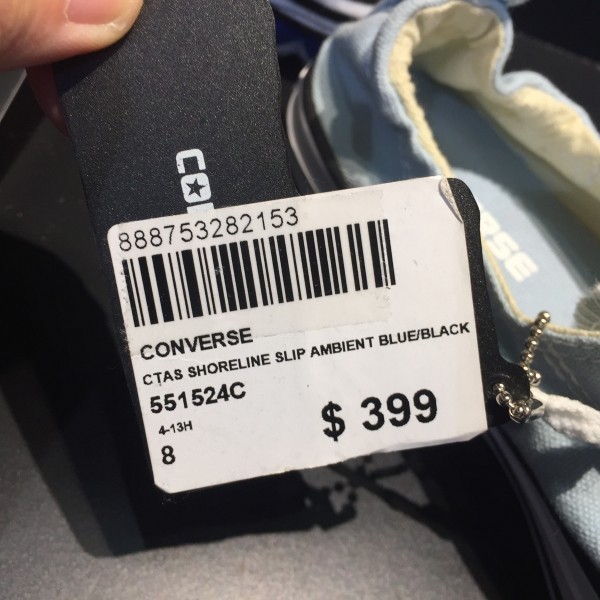 888753282153
CONVERSE
CTAS SHORELINE SLIP AMBIENT BLUE/BLACK
551524C
4-13H
8
$ 399